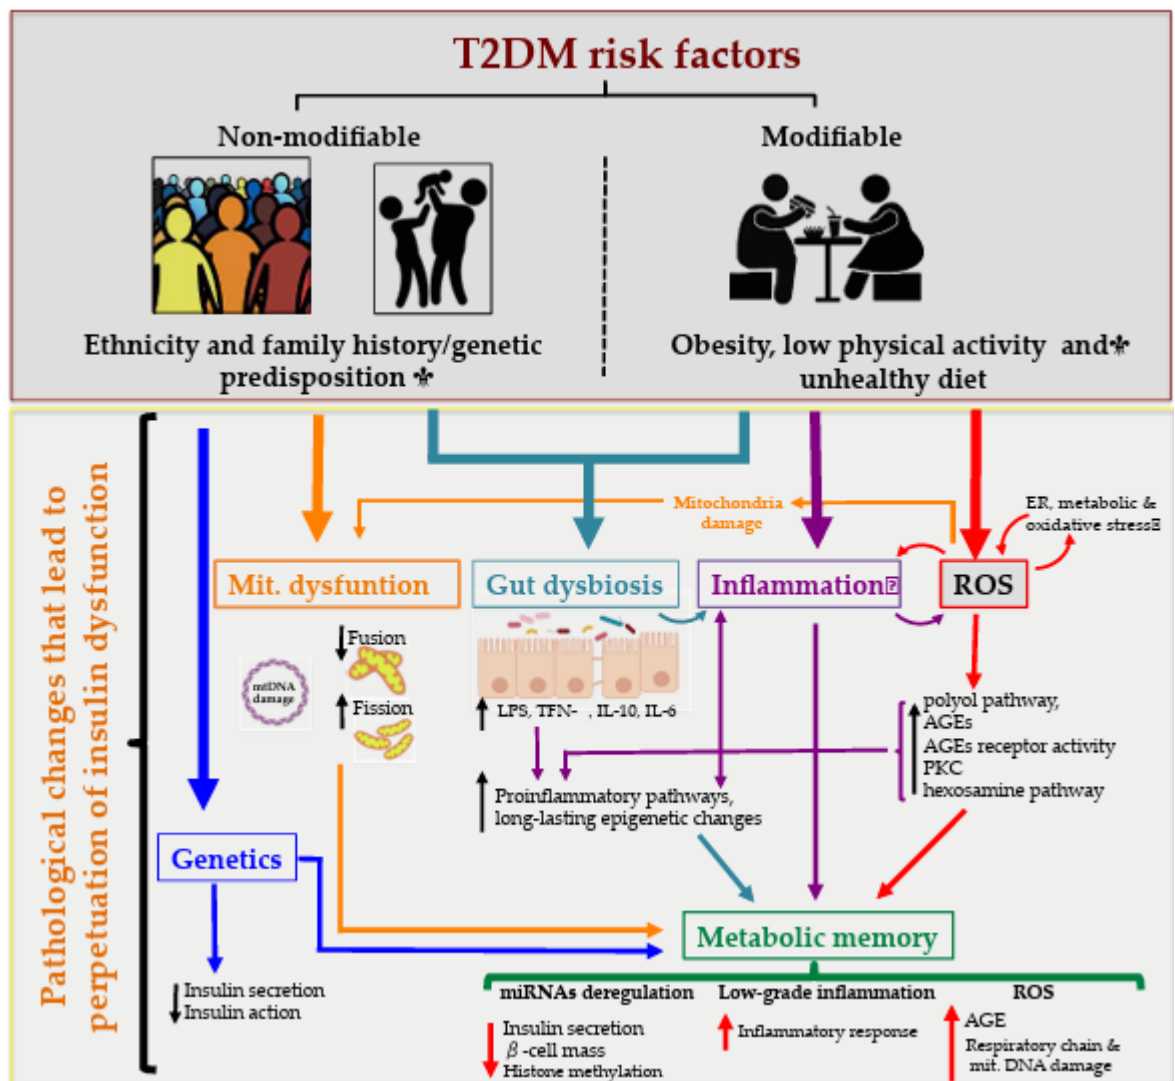 T2DM risk factors
Non-modifiable
Modifiable
Ethnicity and family history/genetic
predisposition ⚜
Obesity, low physical activity and⚜
unhealthy diet
Pathological changes that lead to
perpetuation of insulin dysfunction
Mitochondria
damage
ER, metabolic &
oxidative stress
Mit. dysfuntion
Gut dysbiosis
Inflammation
ROS
mtDNA
damage
Fusion
Fission
LPS, TFN- , IL-10, IL-6
polyol pathway,
AGEs
AGEs receptor activity
PKC
hexosamine pathway
Proinflammatory pathways,
long-lasting epigenetic changes
Genetics
Metabolic memory
Insulin secretion
Insulin action
miRNAs deregulation
Insulin secretion
β-cell mass
Histone methylation
Low-grade inflammation
Inflammatory response
ROS
AGE
Respiratory chain &
mit. DNA damage